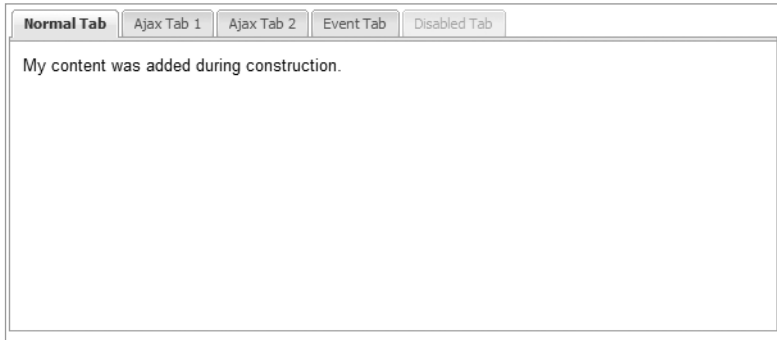 Normal Tab Ajax Tab 1 Ajax Tab 2 Event Tab Disabled Tab
My content was added during construction.